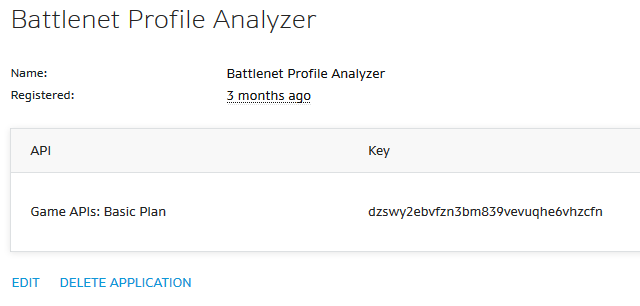 Battlenet Profile Analyzer
Name: Battlenet Profile Analyzer
Registered: 3 months ago
API Key
Game APIs: Basic Plan dzswy2ebvfzn3bm839vevuqhe6vhzcfn
EDIT DELETE APPLICATION